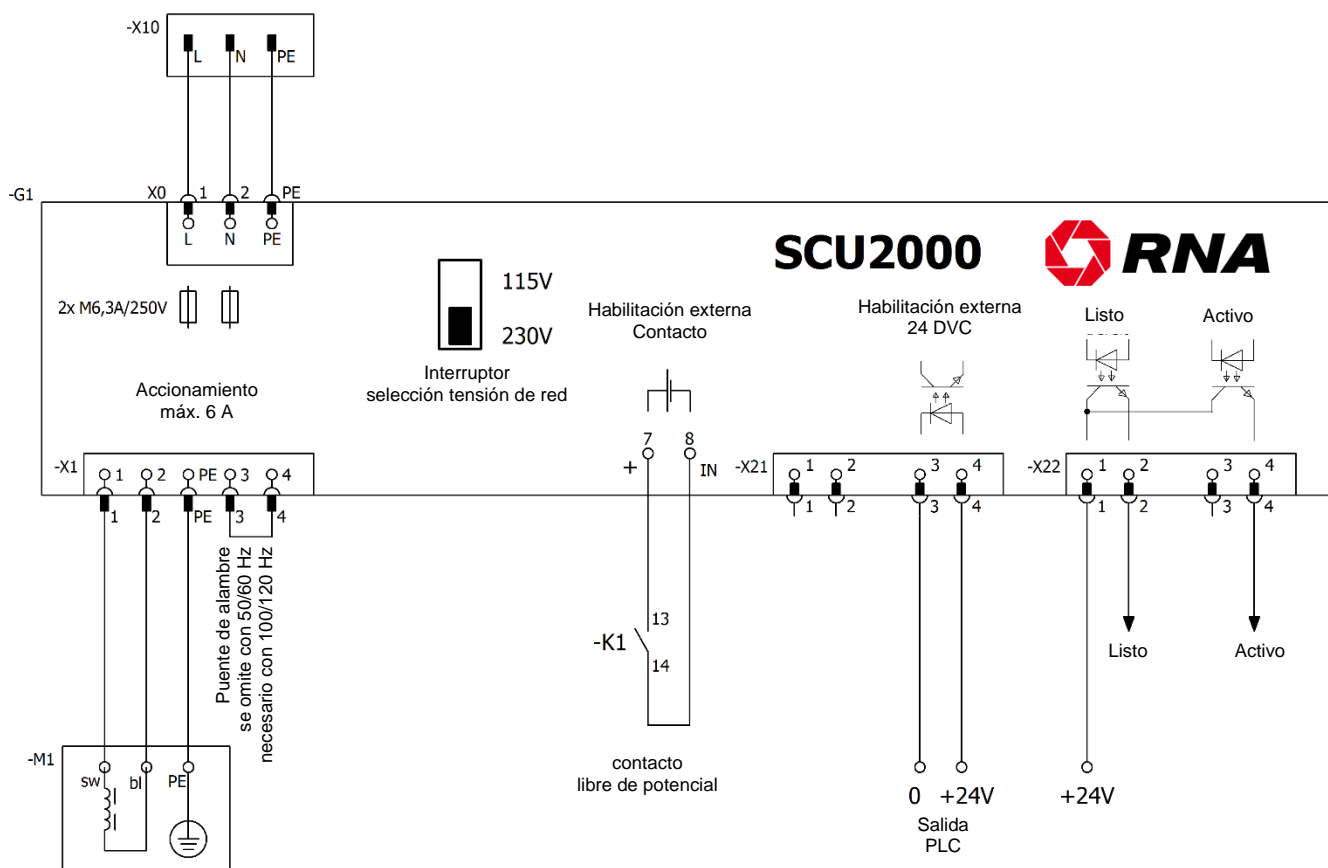 -X10
L N PE
-G1
X0 1 2 PE
L N PE
SCU2000 RNA
2x M6,3A/250V
115V
230V
Interruptor
selección tensión de red
Habilitación externa
Contacto
Habilitación externa
24 DVC
Listo
Activo
Accionamiento
máx. 6 A
7 8
+ IN
-X1 1 2 PE 3 4
1 2 PE 3 4
-X21 1 2 3 4
1 2 3 4
-X22 1 2 3 4
1 2 3 4
Puente de alambre
se omite con 50/60 Hz
necesario con 100/120 Hz
-K1
13
14
Listo
Activo
contacto
libre de potencial
-M1
sw bl PE
0 +24V
Salida
PLC
+24V